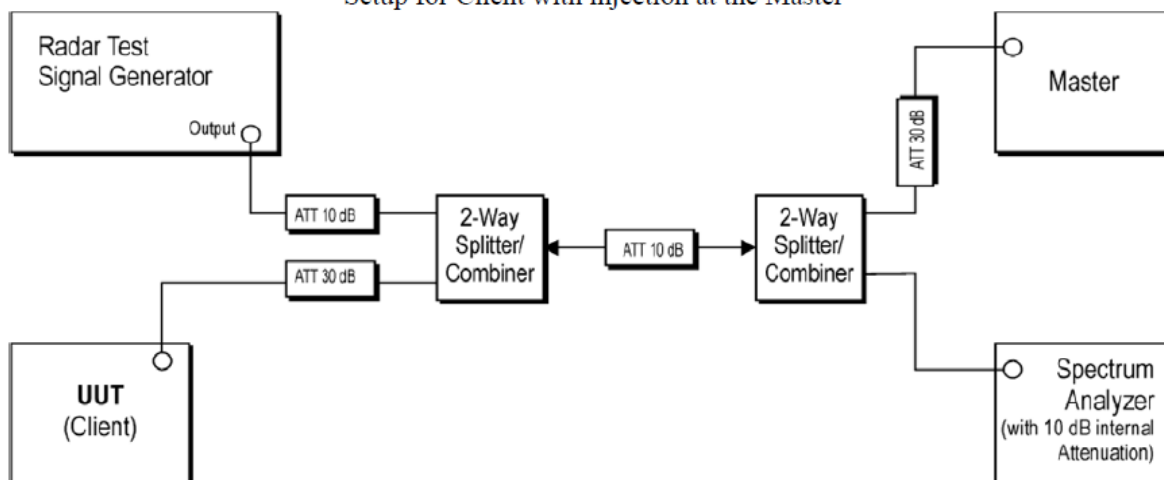 Setup for Client with injection at the Master
Radar Test
Signal Generator
Output
ATT 10 dB
ATT 30 dB
2-Way
Splitter/
Combiner
ATT 10 dB
2-Way
Splitter/
Combiner
ATT 30 dB
Master
UUT
(Client)
Spectrum
Analyzer
(with 10 dB internal
Attenuation)